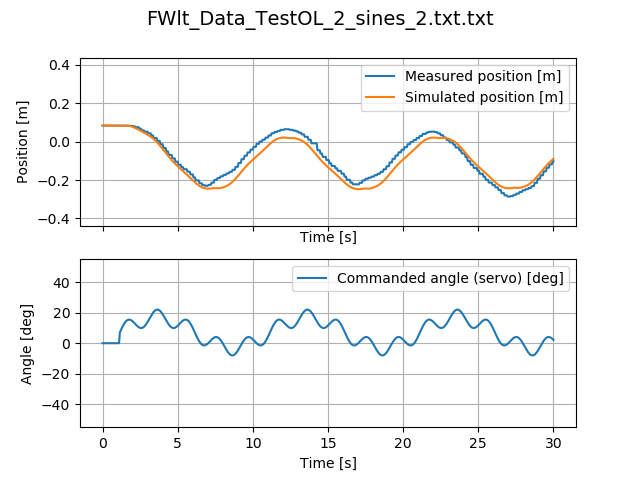 FWlt_Data_TestOL_2_sines_2.txt.txt
0.4
0.2
0.0
−0.2
−0.4
Position [m]
Measured position [m]
Simulated position [m]
Time [s]
40
20
0
−20
−40
Angle [deg]
Commanded angle (servo) [deg]
0 5 10 15 20 25 30
Time [s]